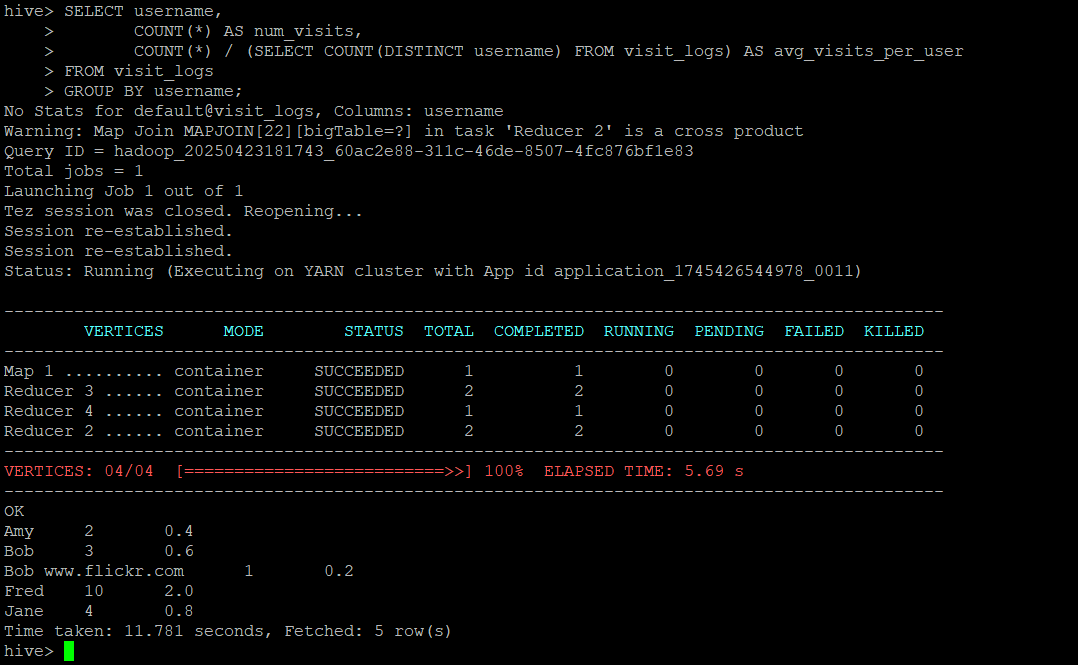 hive> SELECT username,
    >        COUNT(*) AS num_visits,
    >        COUNT(*) / (SELECT COUNT(DISTINCT username) FROM visit_logs) AS avg_visits_per_user
    > FROM visit_logs
    > GROUP BY username;
No Stats for default@visit_logs, Columns: username
Warning: Map Join MAPJOIN[22][bigTable=?] in task 'Reducer 2' is a cross product
Query ID = hadoop_20250423181743_60ac2e88-311c-46de-8507-4fc876bf1e83
Total jobs = 1
Launching Job 1 out of 1
Tez session was closed. Reopening...
Session re-established.
Session re-established.
Status: Running (Executing on YARN cluster with App id application_1745426544978_0011)

----------------------------------------------------------------------------------------------
        VERTICES      MODE        STATUS  TOTAL  COMPLETED  RUNNING  PENDING  FAILED  KILLED
----------------------------------------------------------------------------------------------
Map 1 .......... container     SUCCEEDED      1          1        0        0       0       0
Reducer 3 ...... container     SUCCEEDED      2          2        0        0       0       0
Reducer 4 ...... container     SUCCEEDED      1          1        0        0       0       0
Reducer 2 ...... container     SUCCEEDED      2          2        0        0       0       0
----------------------------------------------------------------------------------------------
VERTICES: 04/04  [==========================>>] 100%  ELAPSED TIME: 5.69 s
----------------------------------------------------------------------------------------------
OK
Amy     2       0.4
Bob     3       0.6
Bob www.flickr.com      1       0.2
Fred    10      2.0
Jane    4       0.8
Time taken: 11.781 seconds, Fetched: 5 row(s)
hive>